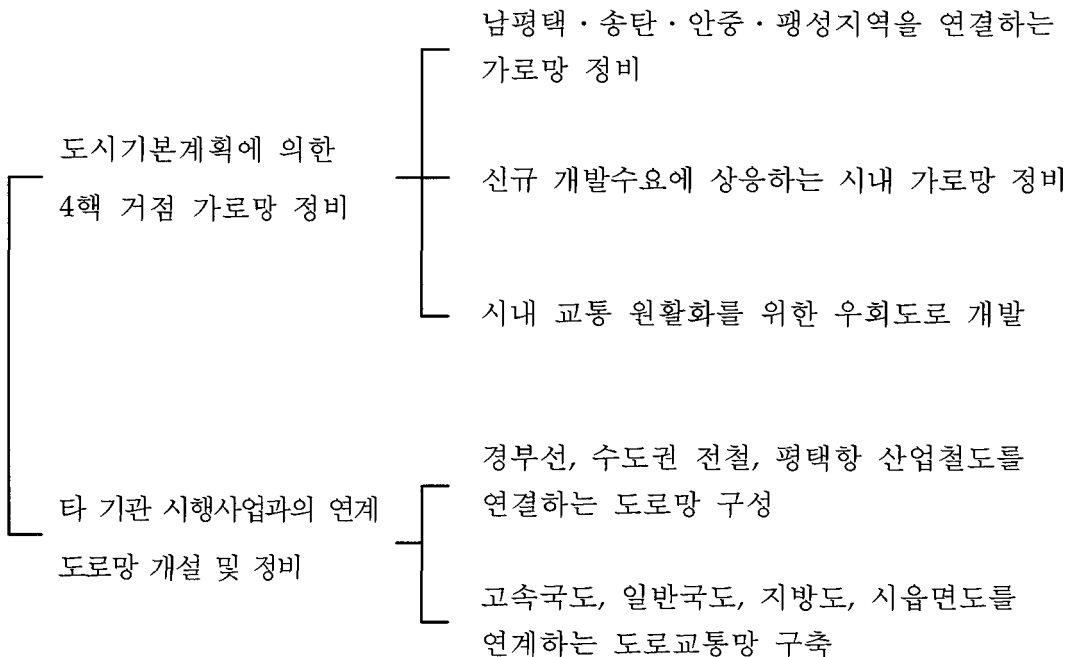 남평택·송탄·안중·팽성지역을 연결하는
가로망 정비
도시기본계획에 의한
4핵 거점 가로망 정비
신규 개발수요에 상응하는 시내 가로망 정비
시내 교통 원활화를 위한 우회도로 개발
타 기관 시행사업과의 연계
도로망 개설 및 정비
경부선, 수도권 전철, 평택항 산업철도를
연결하는 도로망 구성
고속국도, 일반국도, 지방도, 시읍면도를
연계하는 도로교통망 구축